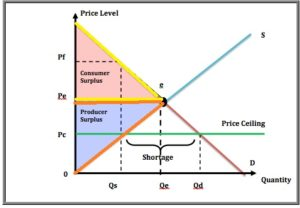 Price Level
S
Pf
Consumer
Surplus
g
Pe
Producer
Surplus
Price Ceiling
Pc
Shortage
0
D
Qs
Qe
Qd
Quantity